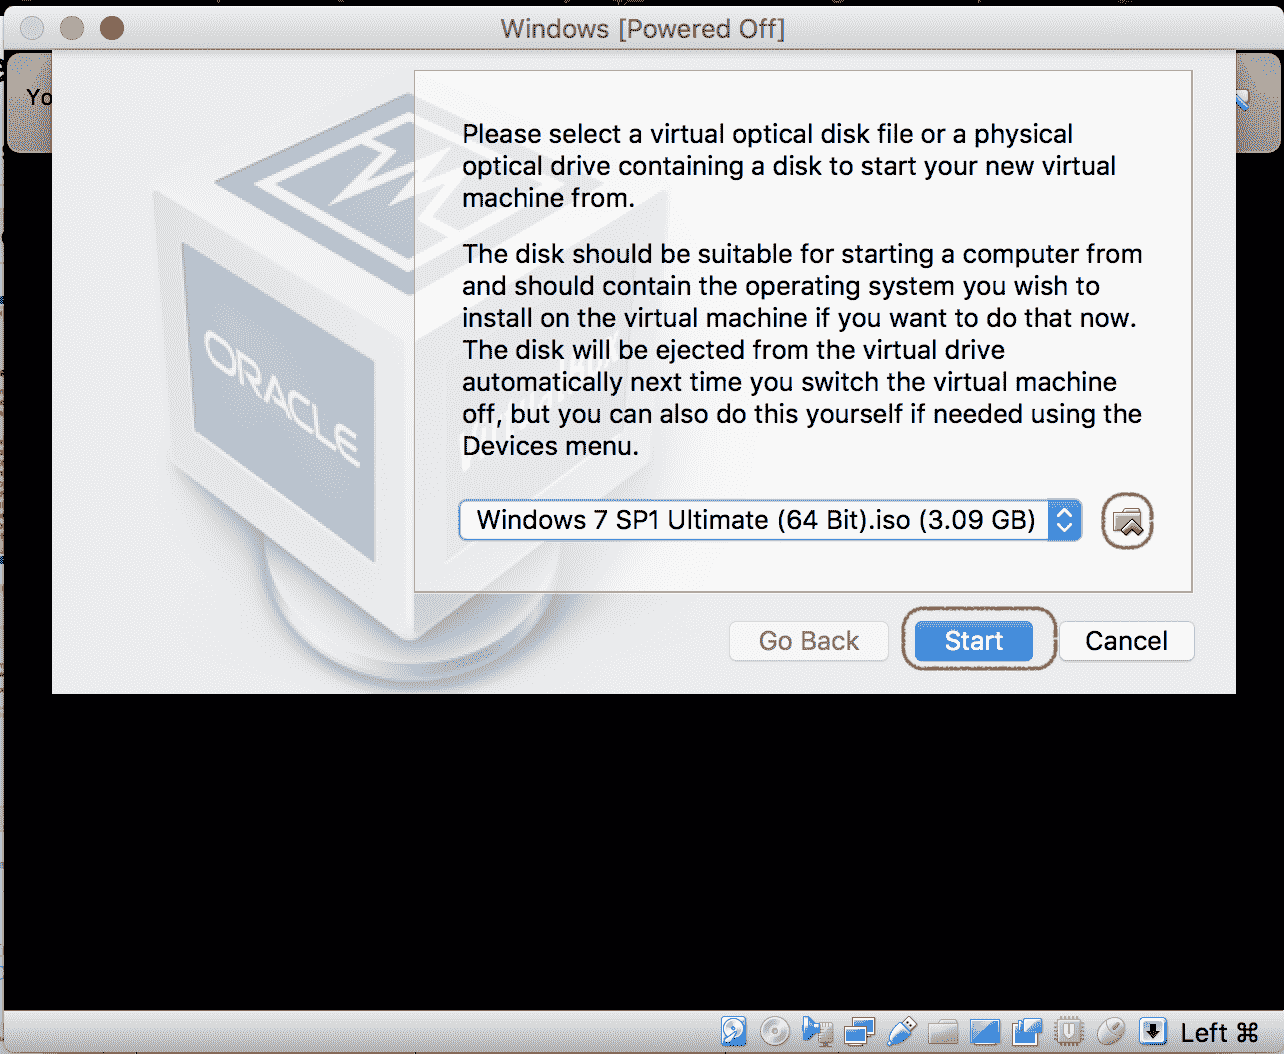 Windows [Powered Off]
Yo
Please select a virtual optical disk file or a physical
optical drive containing a disk to start your new virtual
machine from.
The disk should be suitable for starting a computer from
and should contain the operating system you wish to
install on the virtual machine if you want to do that now.
The disk will be ejected from the virtual drive
automatically next time you switch the virtual machine
off, but you can also do this yourself if needed using the
Devices menu.
ORACLE
VirtualBox
Windows 7 SP1 Ultimate (64 Bit).iso (3.09 GB)
Go Back
Start
Cancel
Left ⌘